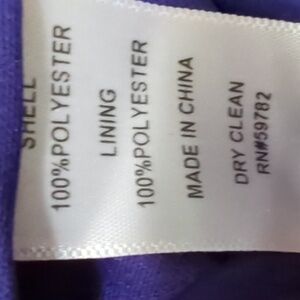 SHELL
100%POLYESTER
LINING
100%POLYESTER
MADE IN CHINA
DRY CLEAN
RN#59782